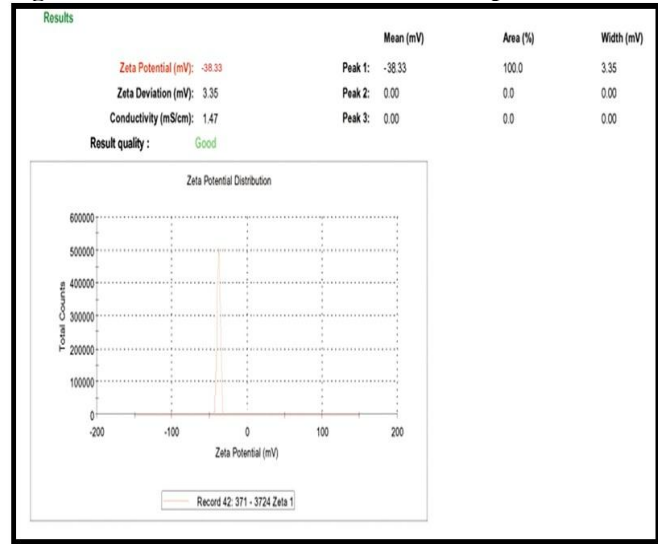 Results
Mean (mV) Area (%) Width (mV)
Zeta Potential (mV): -38.33 Peak 1: -38.33 100.0 3.35
Zeta Deviation (mV): 3.35 Peak 2: 0.00 0.0 0.00
Conductivity (mS/cm): 1.47 Peak 3: 0.00 0.0 0.00
Result quality : Good
Zeta Potential Distribution
600000
500000
400000
300000
200000
100000
0
Total Counts
-200 -100 0 100 200
Zeta Potential (mV)
Record 42: 371 - 3724 Zeta 1